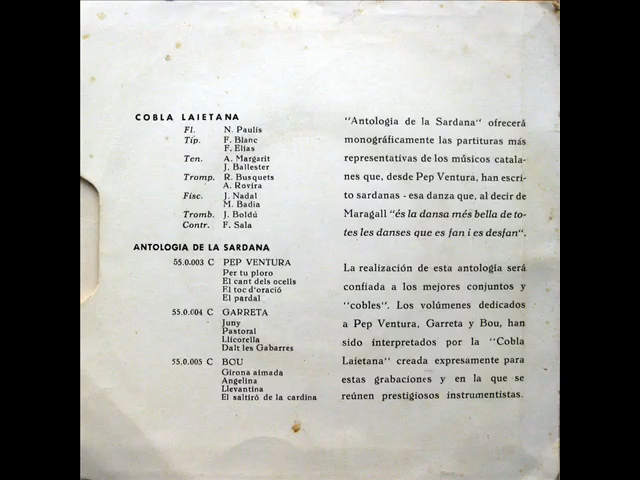 COBLA LAIETANA
Fl. N. Paulís
Tip. F. Blanc
F. Elias
Ten. A. Margarit
J. Ballester
Tromp. R. Busquets
A. Rovira
Fisc. J. Nadal
M. Badia
Tromb. J. Boldú
Contr. F. Sala
ANTOLOGIA DE LA SARDANA
55.0.003 C PEP VENTURA
Per tu ploro
El cant dels ocells
El toc d'oració
El pardal
55.0.004 C GARRETA
Juny
Pastoral
Llicorella
Dalt les Gabarres
55.0.005 C BOU
Girona aimada
Angelina
Llevantina
El saltiró de la cardina
"Antología de la Sardana" ofrecerá
monográficamente las partituras más
representativas de los músicos catala-
nes que, desde Pep Ventura, han escri-
to sardanas - esa danza que, al decir de
Maragall "és la dansa més bella de to-
tes les danses que es fan i es desfan".
La realización de esta antología será
confiada a los mejores conjuntos y
"cobles". Los volúmenes dedicados
a Pep Ventura, Garreta y Bou, han
sido interpretados por la "Cobla
Laietana" creada expresamente para
estas grabaciones y en la que se
reúnen prestigiosos instrumentistas.